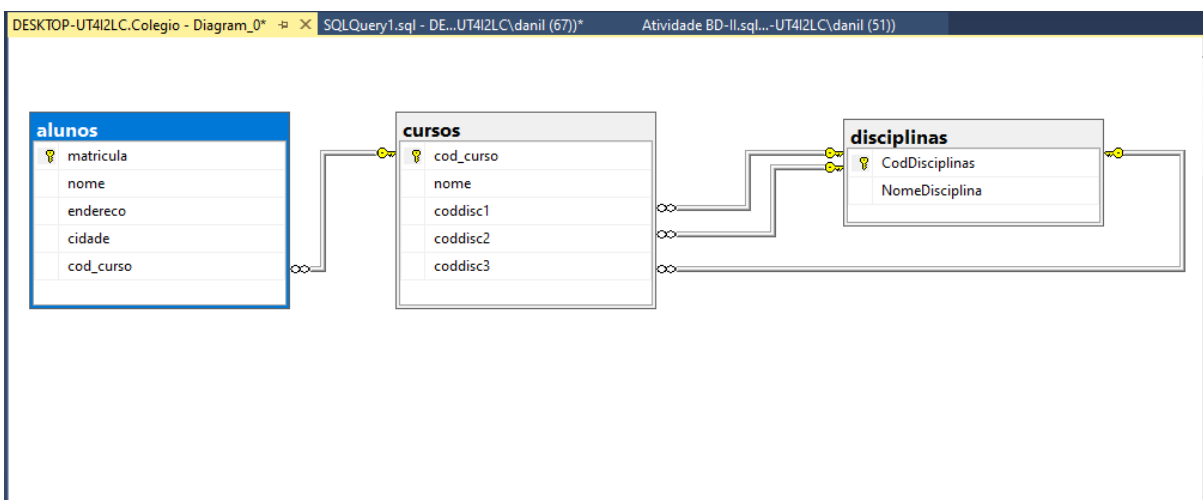 DESKTOP-UT4I2LC.Colegio - Diagram_0*
SQLQuery1.sql - DE...UT4I2LC\danil (67))*
Atividade BD-II.sql...-UT4I2LC\danil (51))
alunos
matricula
nome
endereco
cidade
cod_curso
cursos
cod_curso
nome
coddisc1
coddisc2
coddisc3
disciplinas
CodDisciplinas
NomeDisciplina